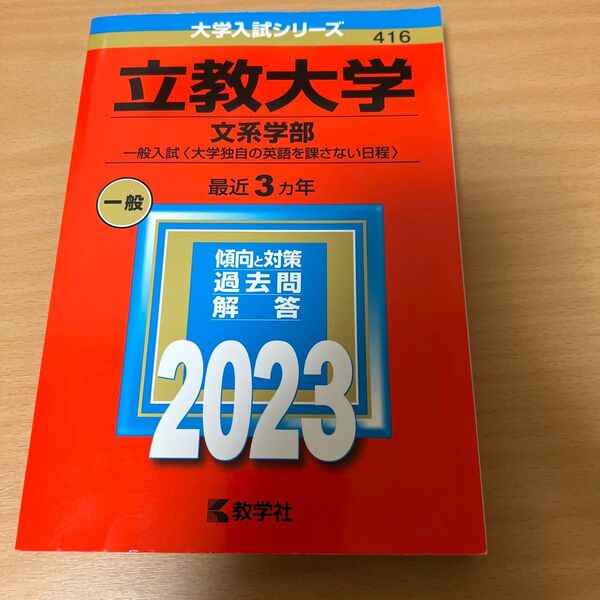 大学入試シリーズ
416
立教大学
文系学部
一般入試〈大学独自の英語を課さない日程〉
最近3カ年
一般
傾向と対策
過去問
解答
2023
教学社